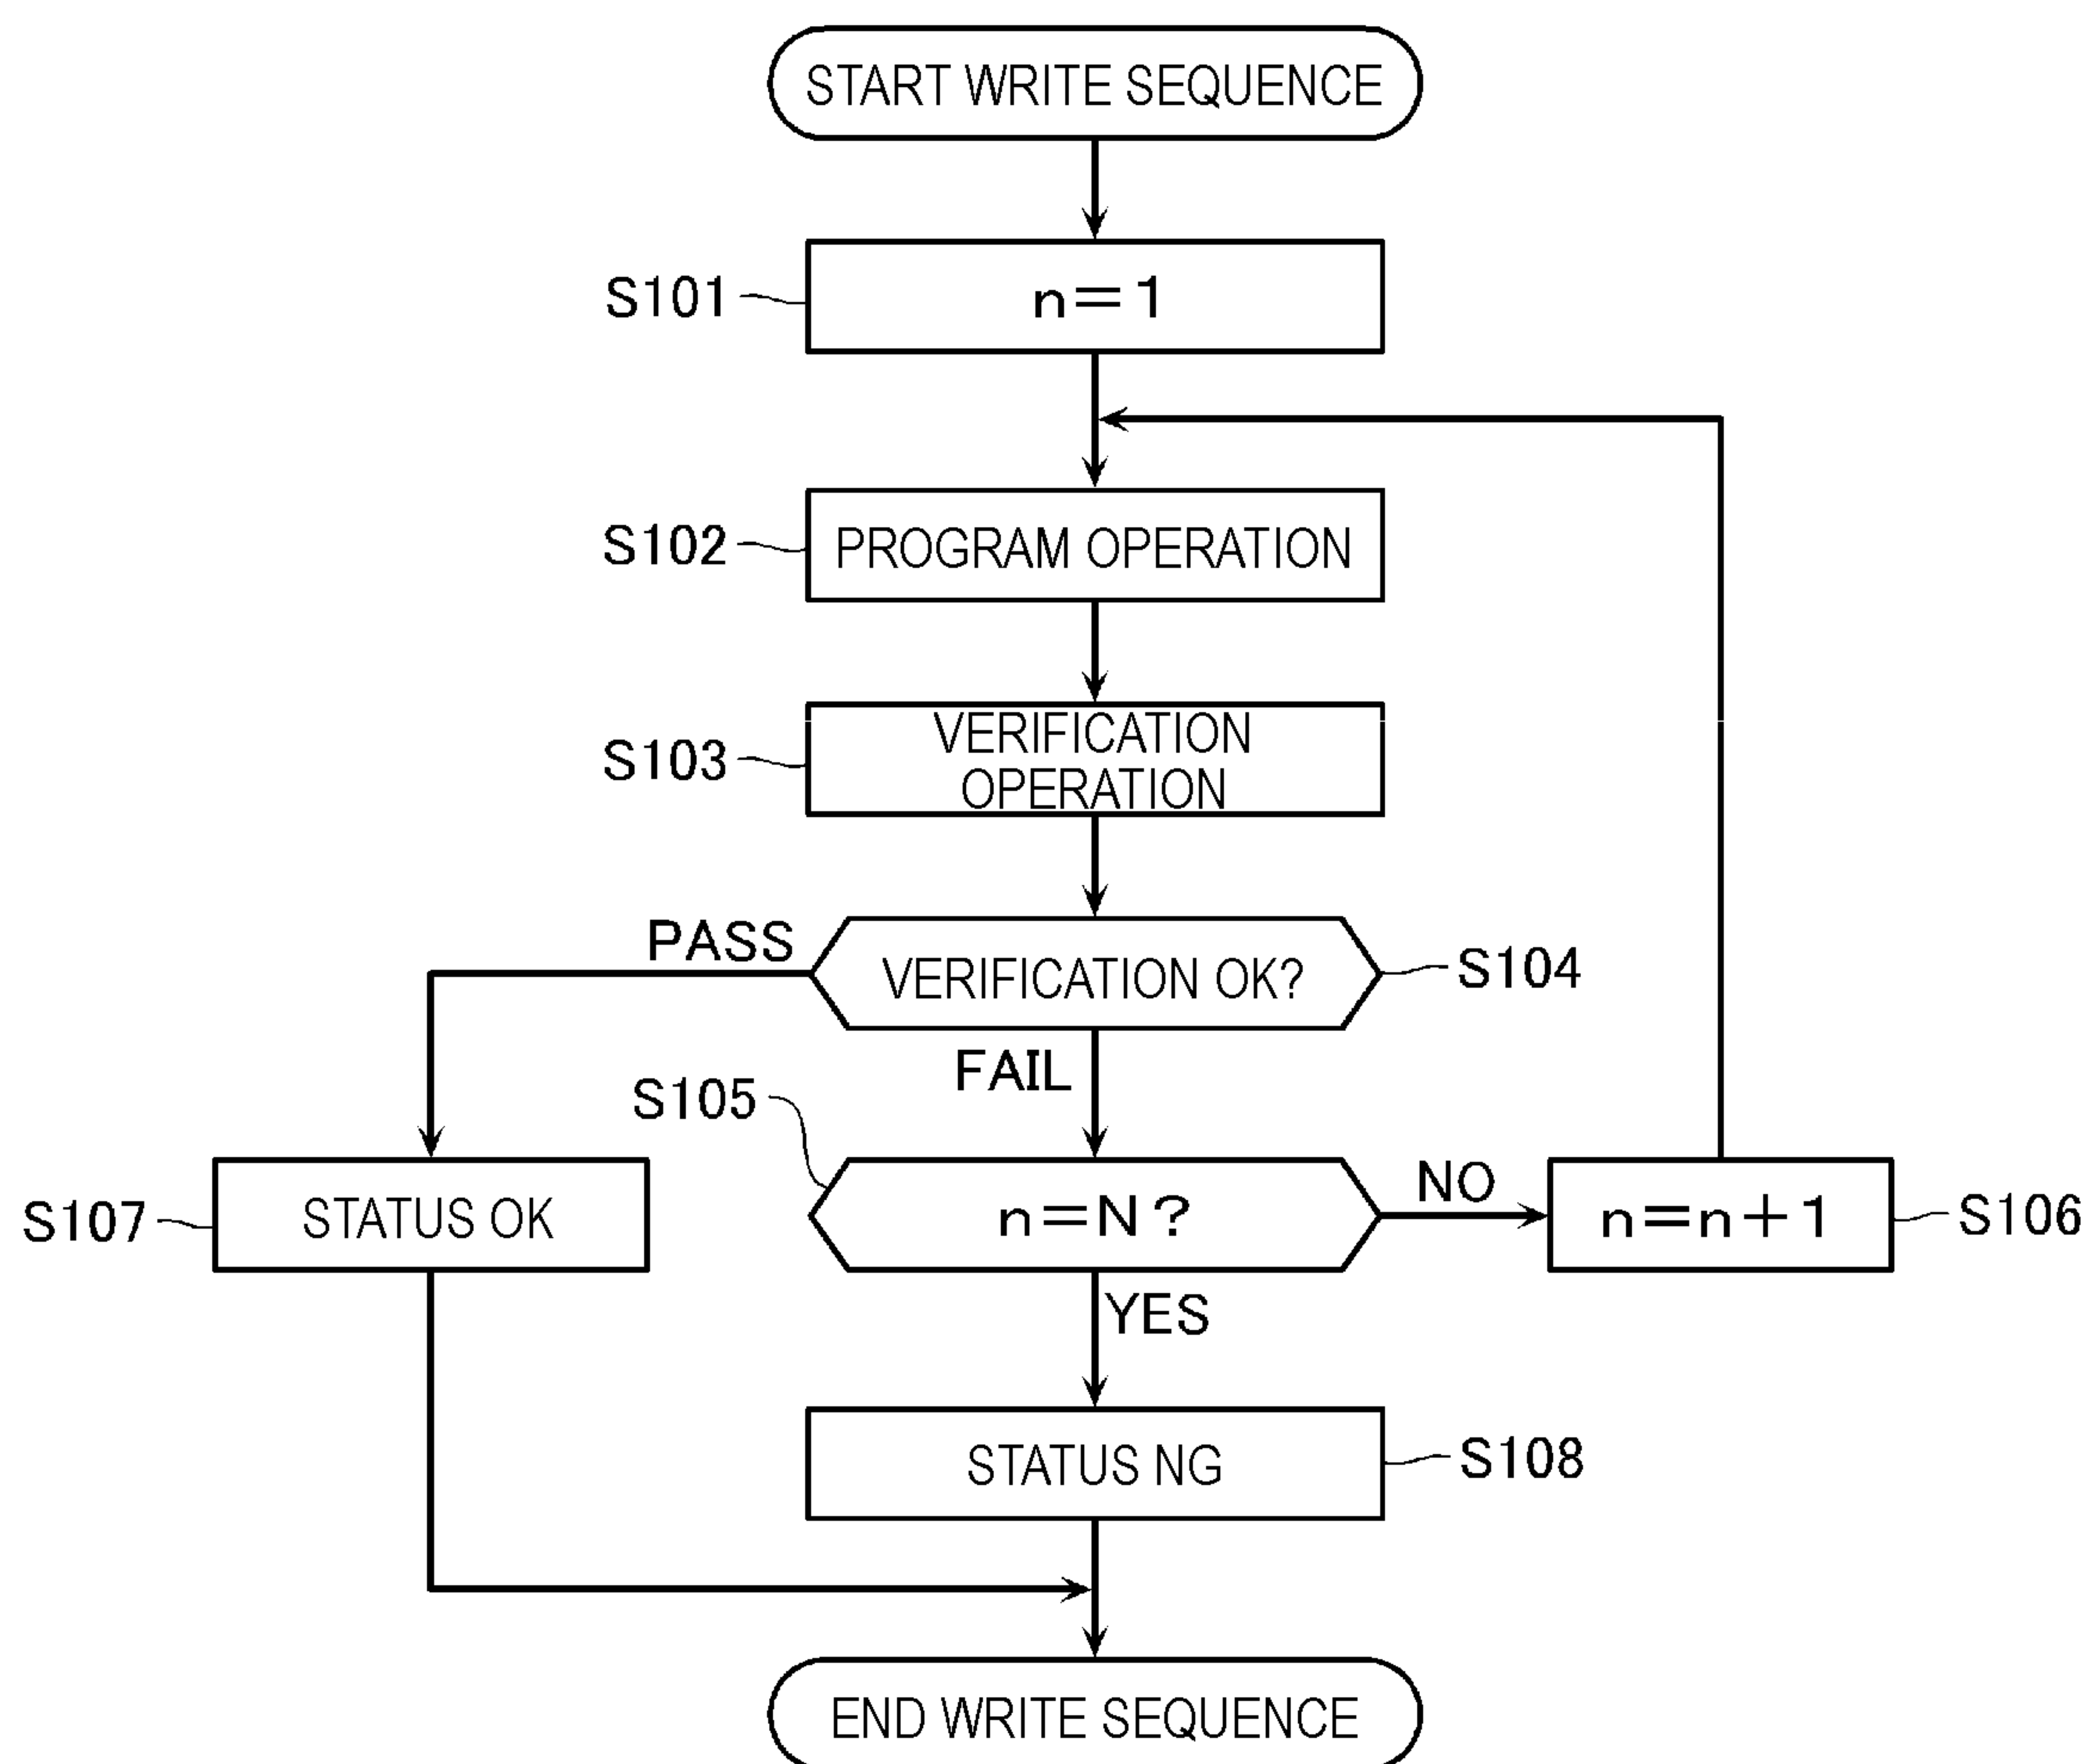 START WRITE SEQUENCE
S101
n=1
S102
PROGRAM OPERATION
S103
VERIFICATION
OPERATION
PASS
VERIFICATION OK?
S104
FAIL
S105
S107
STATUS OK
n=N?
NO
n=n+1
S106
YES
STATUS NG
S108
END WRITE SEQUENCE